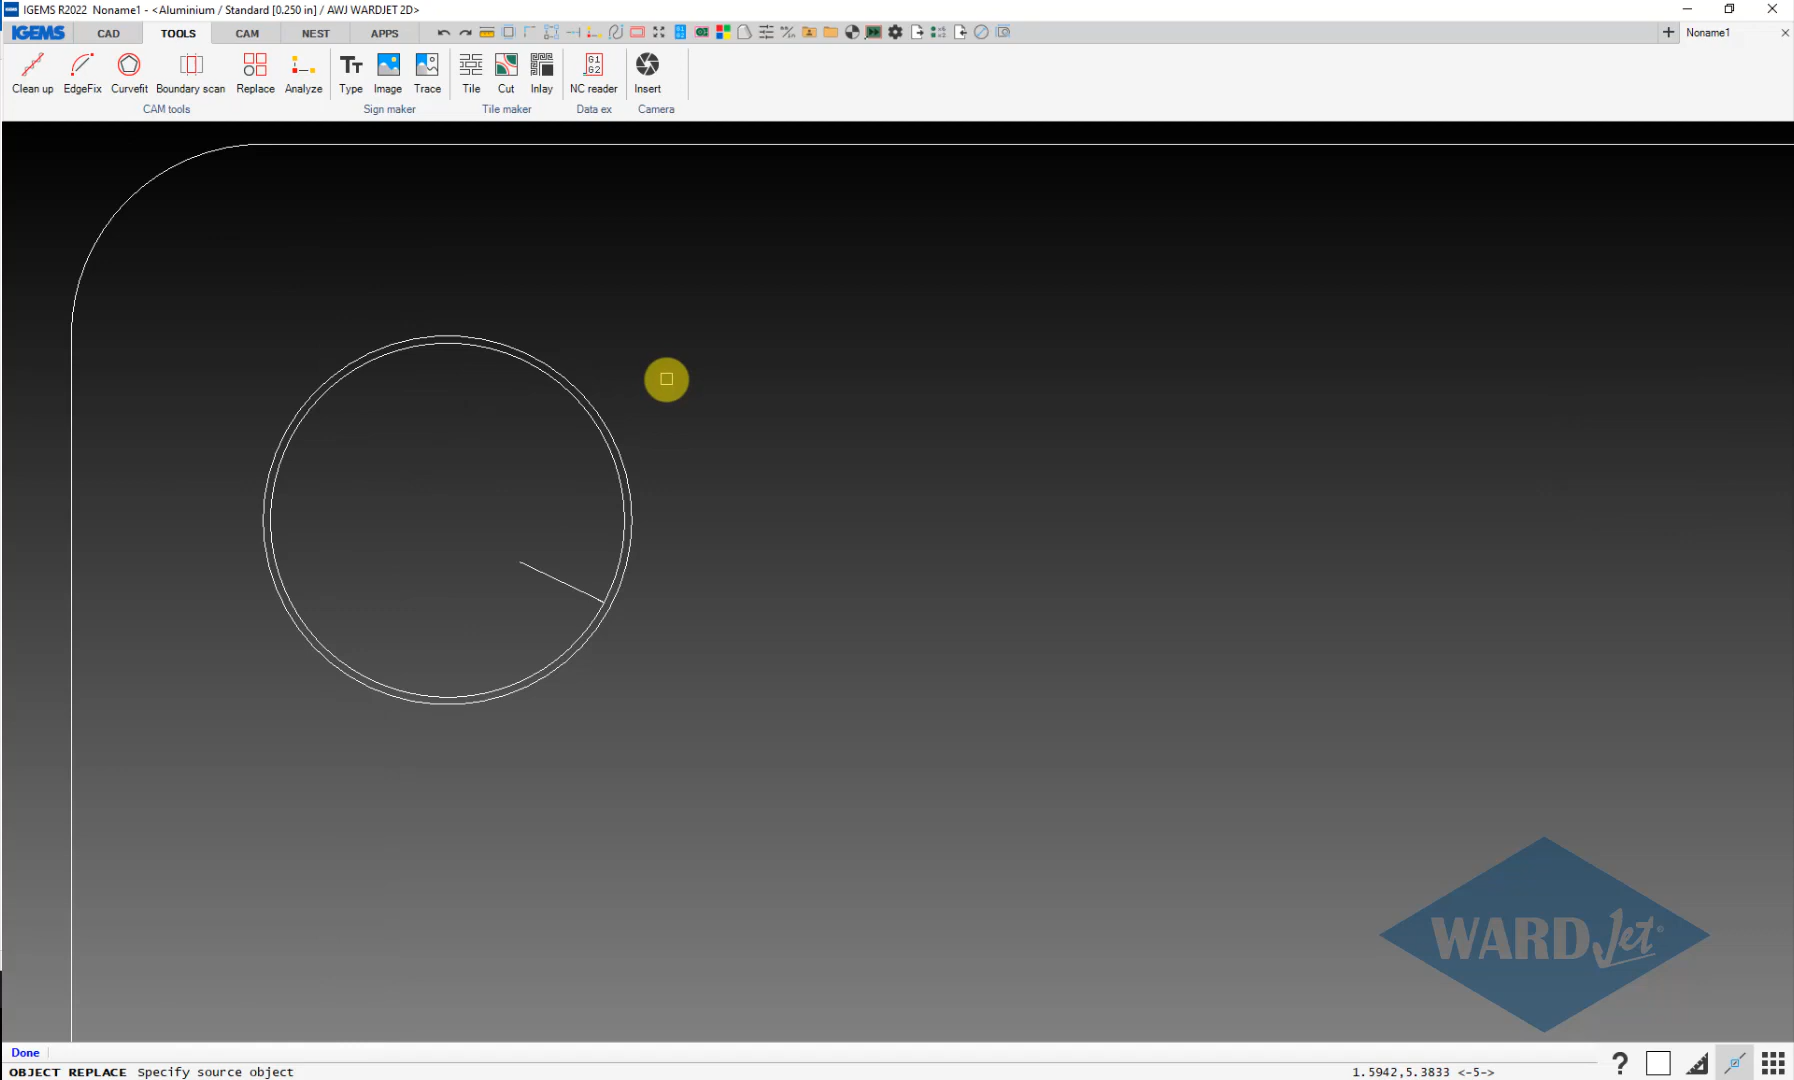 IGEMS R2022 Noname1 - <Aluminium / Standard [0.250 in] / AWJ WARDJET 2D>
IGEMS CAD TOOLS CAM NEST APPS Noname1
Clean up EdgeFix Curvefit Boundary scan Replace Analyze Type Image Trace Tile Cut Inlay NC reader Insert
CAM tools Sign maker Tile maker Data ex Camera
WARDJet
Done
OBJECT REPLACE Specify source object 1.5942,5.3833 <-5->